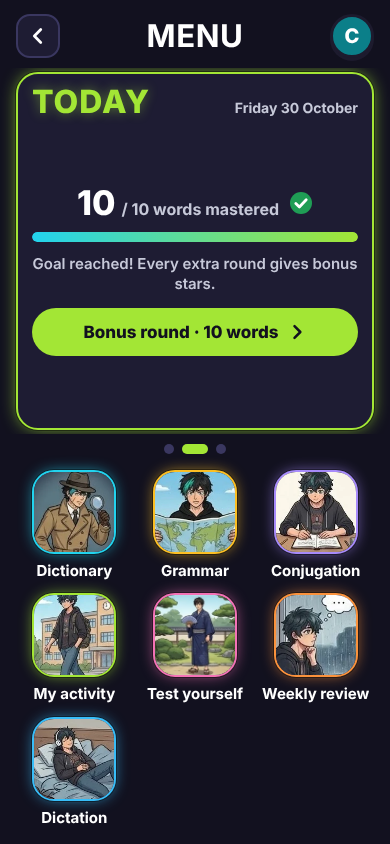 MENU
C
TODAY
Friday 30 October
10 / 10 words mastered
Goal reached! Every extra round gives bonus
stars.
Bonus round · 10 words
Dictionary
Grammar
Conjugation
My activity
Test yourself
Weekly review
Dictation